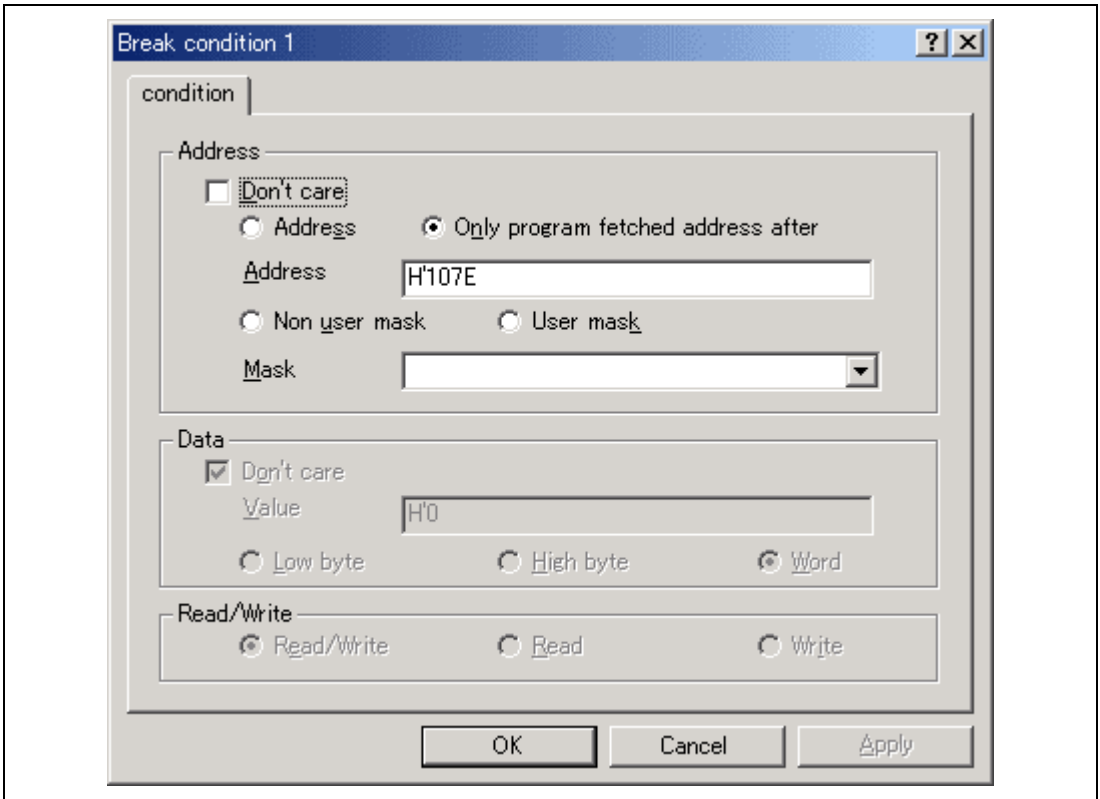 Break condition 1
condition
Address
Don't care
Address Only program fetched address after
Address H'107E
Non user mask User mask
Mask
Data
Don't care
Value H'0
Low byte High byte Word
Read/Write
Read/Write Read Write
OK Cancel Apply